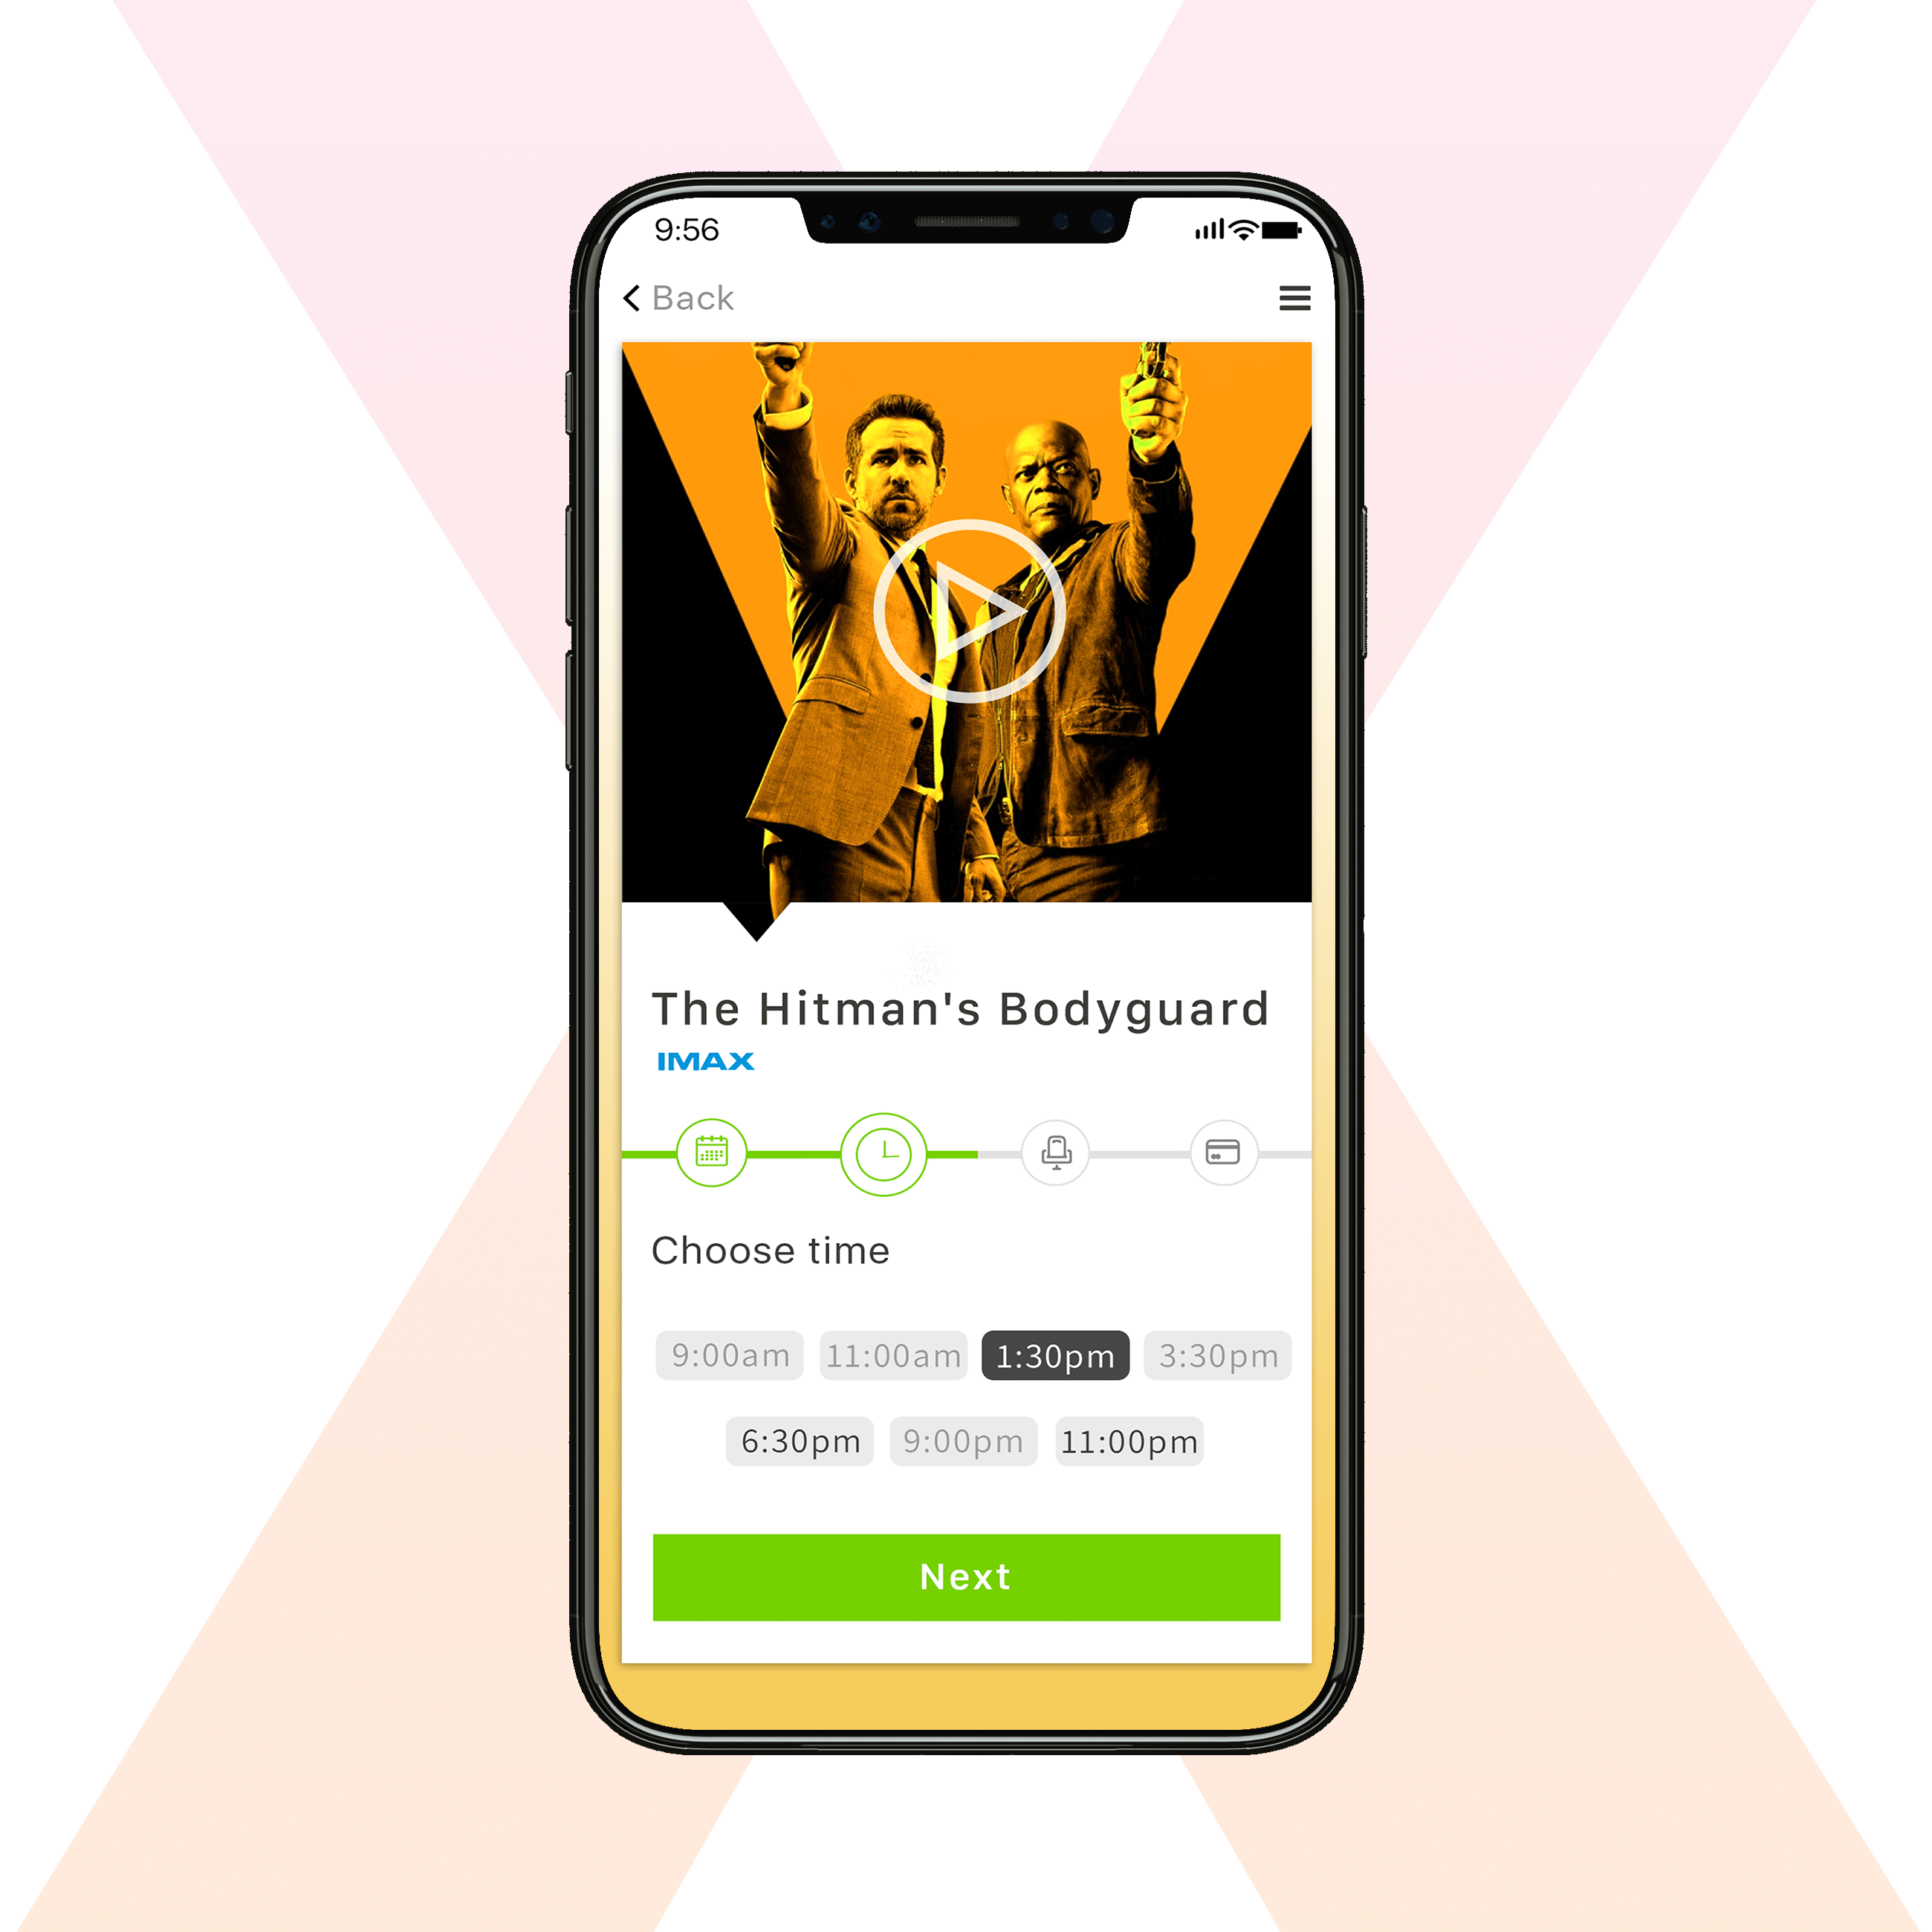 9:56
Back
The Hitman's Bodyguard
IMAX
Choose time
9:00am 11:00am 1:30pm 3:30pm
6:30pm 9:00pm 11:00pm
Next